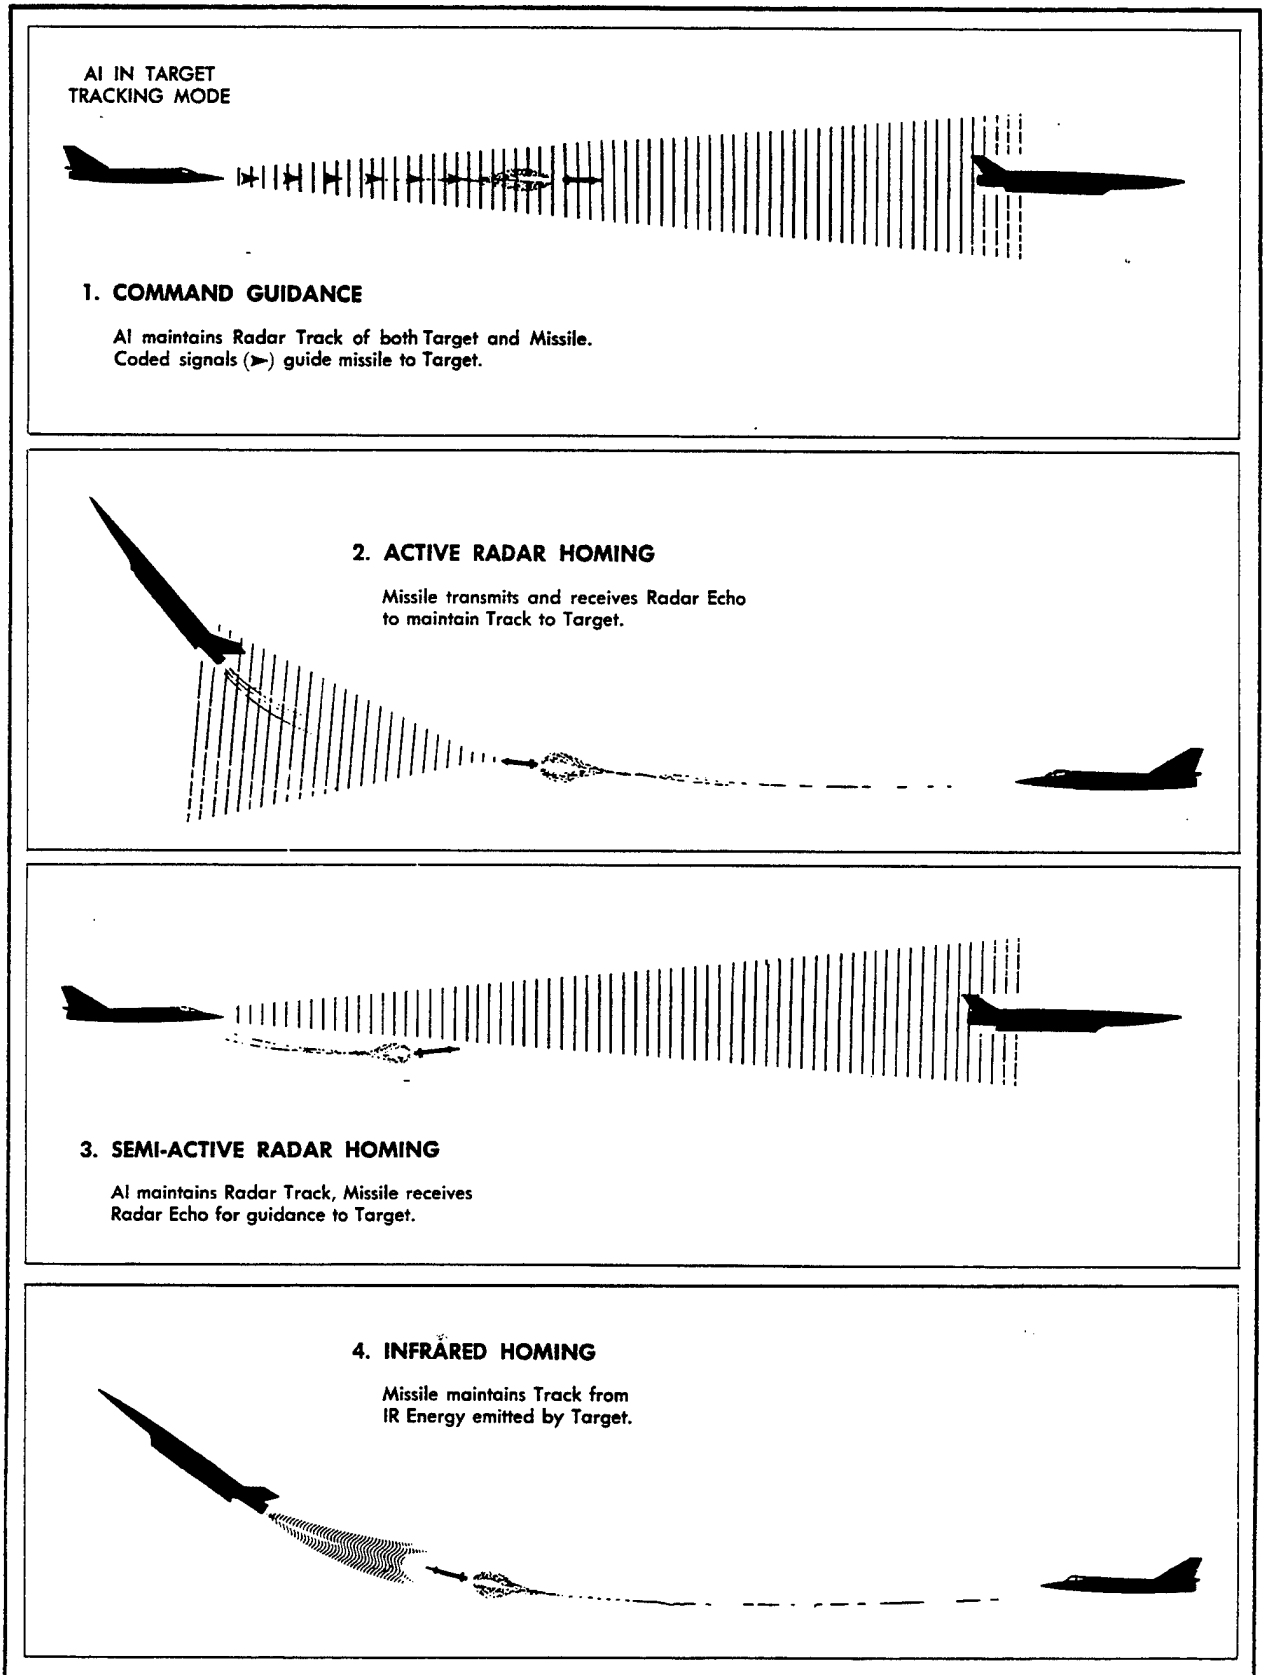 AI IN TARGET
TRACKING MODE
1. COMMAND GUIDANCE
AI maintains Radar Track of both Target and Missile.
Coded signals (➤) guide missile to Target.
2. ACTIVE RADAR HOMING
Missile transmits and receives Radar Echo
to maintain Track to Target.
3. SEMI-ACTIVE RADAR HOMING
AI maintains Radar Track, Missile receives
Radar Echo for guidance to Target.
4. INFRARED HOMING
Missile maintains Track from
IR Energy emitted by Target.